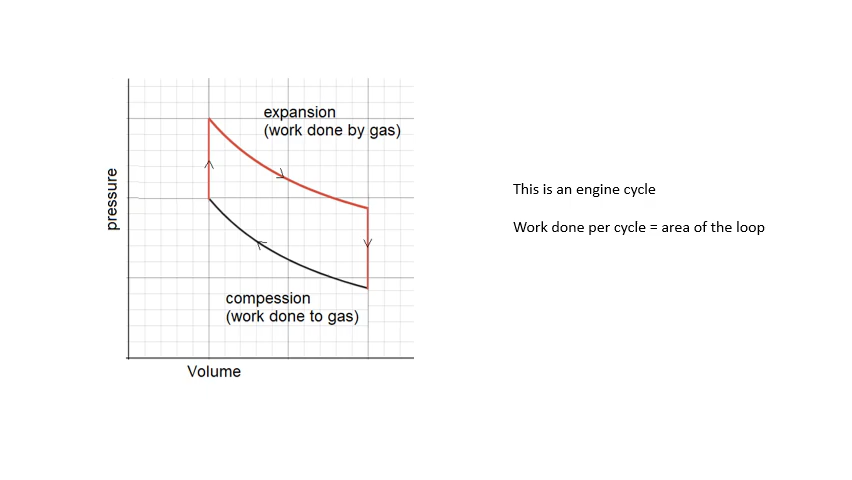 expansion
(work done by gas)
pressure
compession
(work done to gas)
Volume
This is an engine cycle
Work done per cycle = area of the loop